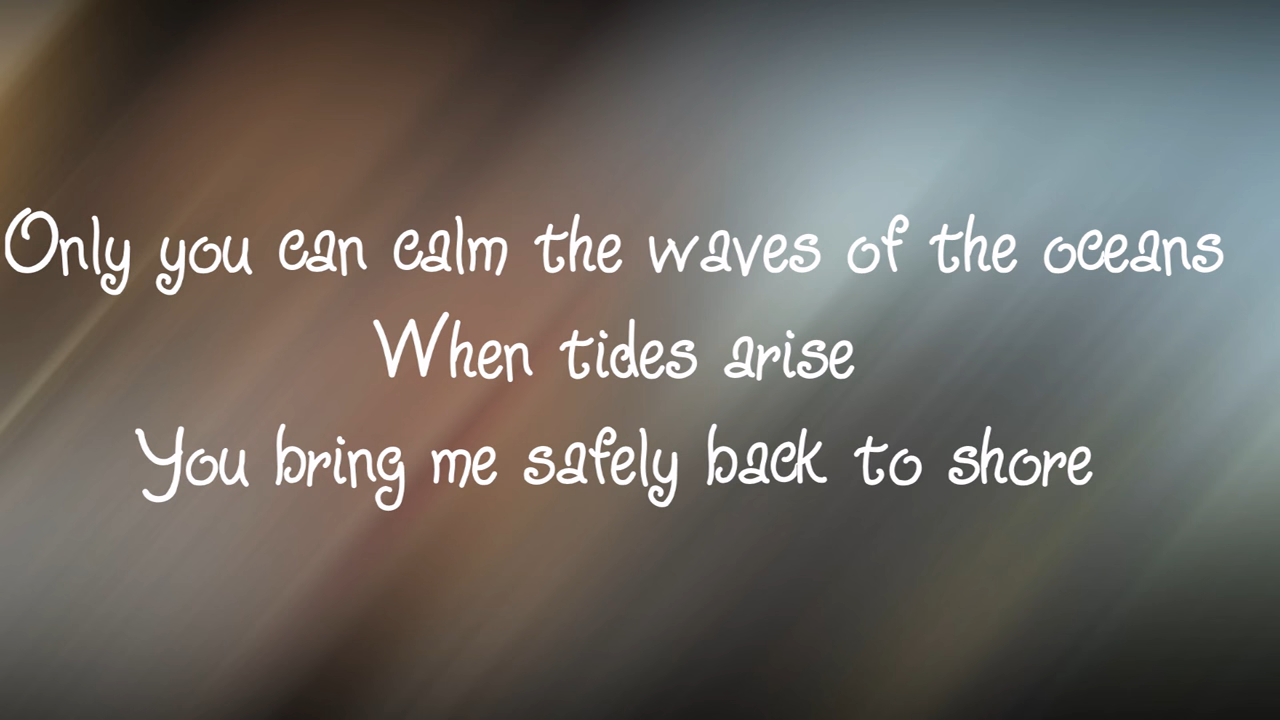 Only you can calm the waves of the oceans
When tides arise
You bring me safely back to shore